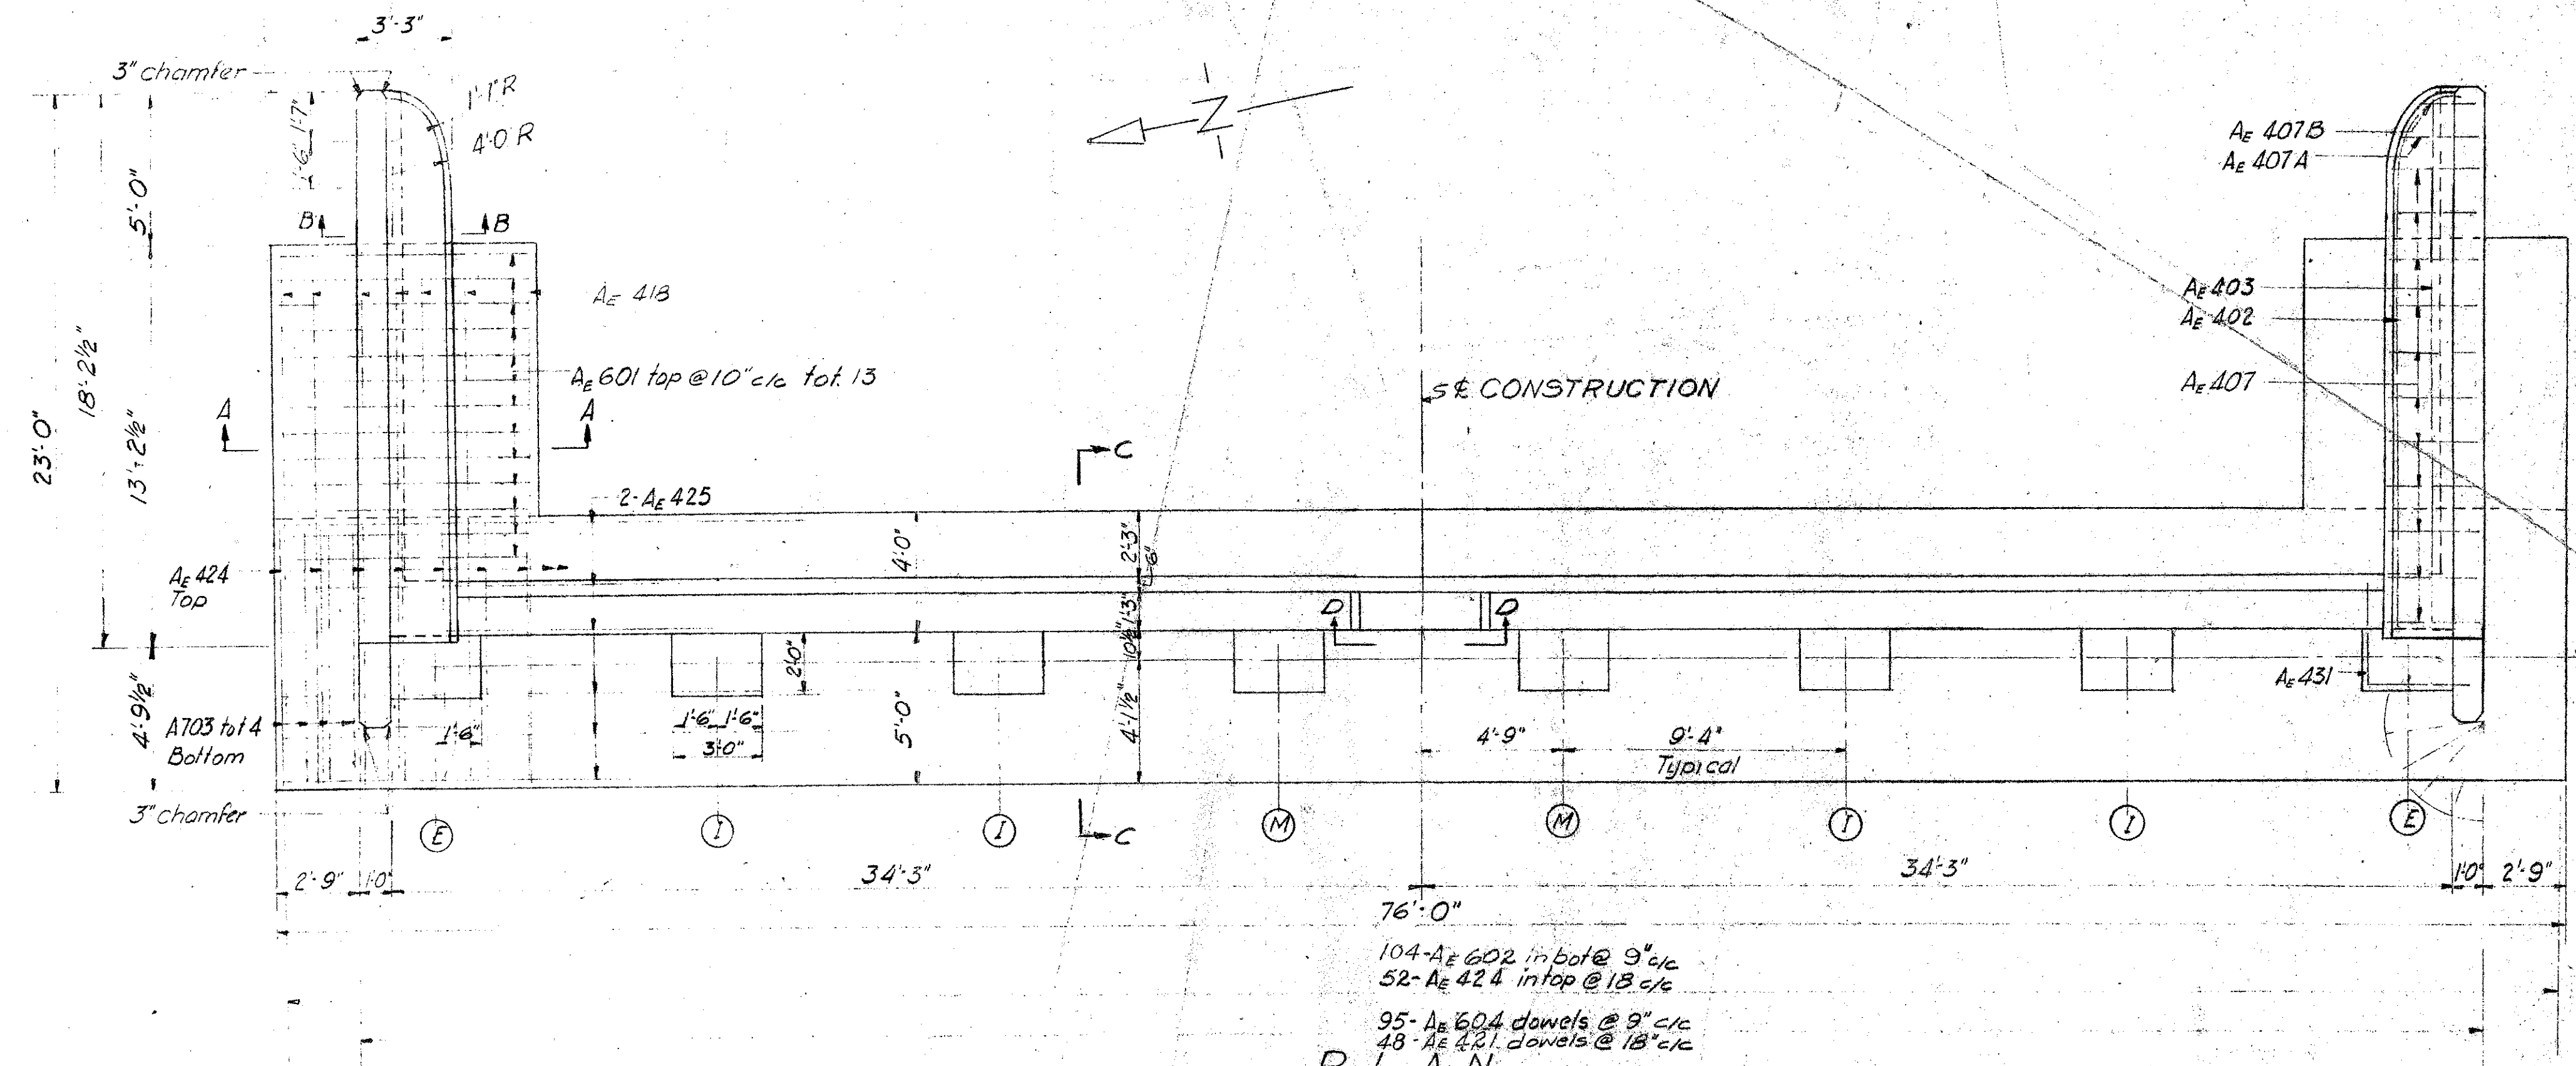 3'-3"
3" chamfer
1'-1" R
4'-0 R
1'-7"
1'-6"
5'-0"
18'-2½"
13'-2½"
23'-0"
4'-9½"
B B
N
AE 418
AE 601 top @ 10" c/c tot. 13
A A
2-AE 425
AE 424
Top
A703 tot 4
Bottom
3" chamfer
1'-6"
1'-6" 1'-6"
3'-0"
2'-0"
4'-0"
5'-0"
C
2'-3"
6"
1'-3"
10½"
4'-1½"
C
S ℄ CONSTRUCTION
D D
4'-9"
9'-4"
Typical
AE 407B
AE 407A
AE 403
AE 402
AE 407
AE 431
E I I M M I I E
2'-9" 1'-0" 34'-3" 34'-3" 1'-0" 2'-9"
76'-0"
104-AE 602 in bot @ 9" c/c
52-AE 424 in top @ 18 c/c
95-AE 604 dowels @ 9" c/c
48-AE 421 dowels @ 18" c/c
PLAN